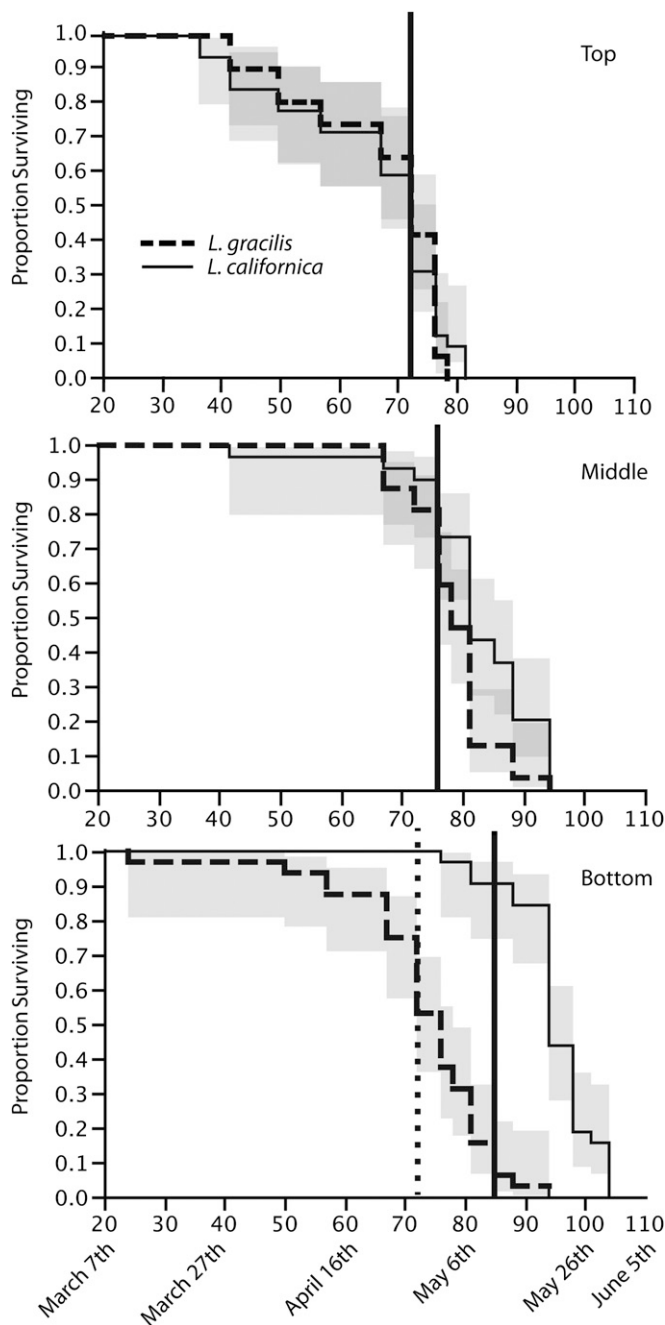 Top
Proportion Surviving
1.0
0.9
0.8
0.7
0.6
0.5
0.4
0.3
0.2
0.1
0.0
L. gracilis
L. californica
20 30 40 50 60 70 80 90 100 110
Middle
Proportion Surviving
1.0
0.9
0.8
0.7
0.6
0.5
0.4
0.3
0.2
0.1
0.0
20 30 40 50 60 70 80 90 100 110
Bottom
Proportion Surviving
1.0
0.9
0.8
0.7
0.6
0.5
0.4
0.3
0.2
0.1
0.0
20 30 40 50 60 70 80 90 100 110
March 7th
March 27th
April 16th
May 6th
May 26th
June 5th